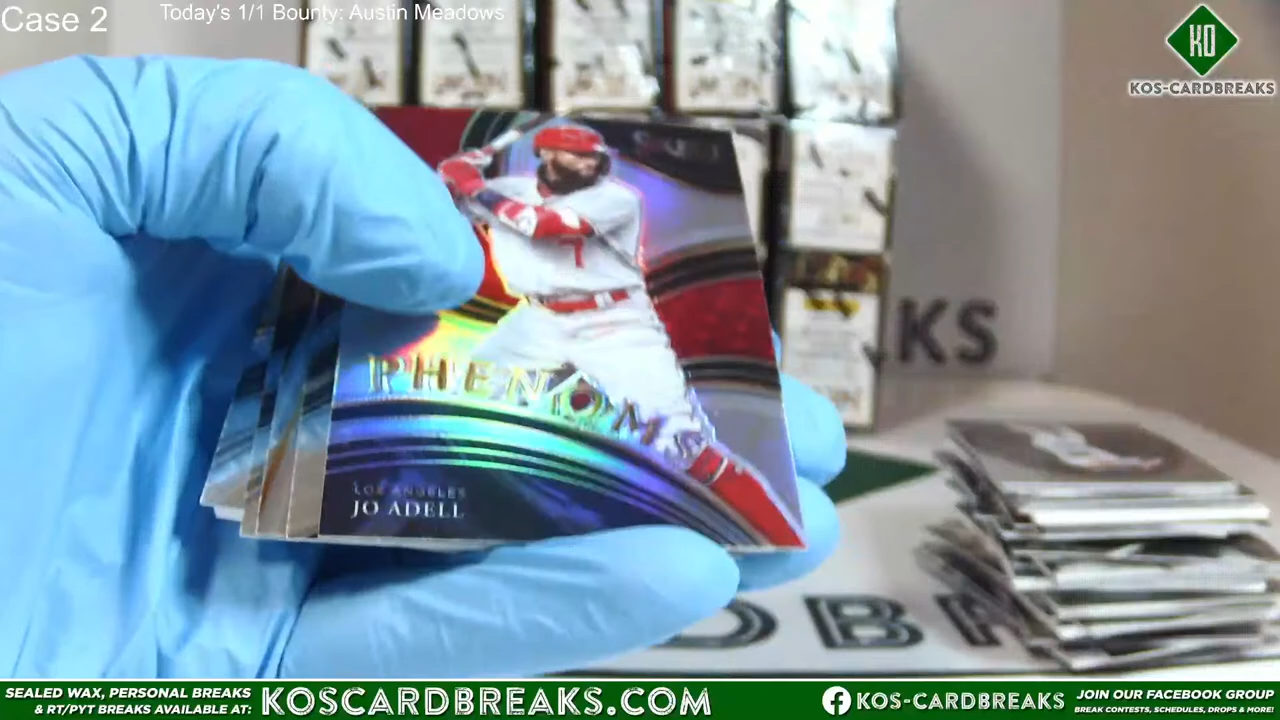 Case 2
Today's 1/1 Bounty: Austin Meadows
KO
KOS-CARDBREAKS
7
PHENOMS
LOS ANGELES
JO ADELL
KS
DBR
SEALED WAX, PERSONAL BREAKS
& RT/PYT BREAKS AVAILABLE AT:
KOSCARDBREAKS.COM
KOS-CARDBREAKS
JOIN OUR FACEBOOK GROUP
BREAK CONTESTS, SCHEDULES, DROPS & MORE!